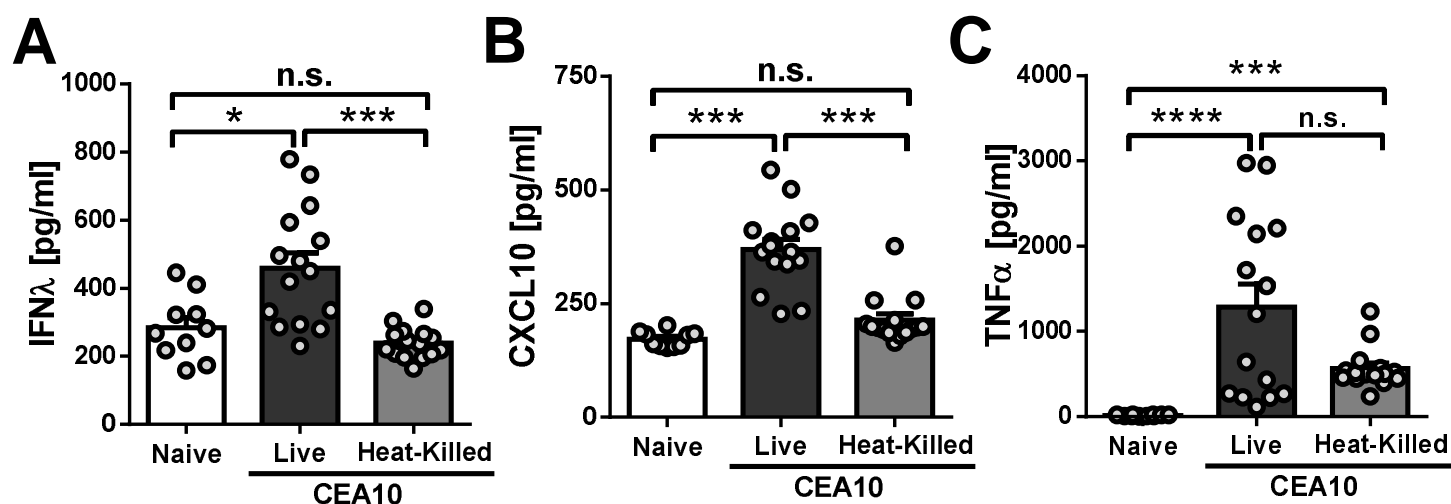 A
IFNλ [pg/ml]
1000
800
600
400
200
0
n.s.
*
***
Naive
Live
Heat-Killed
CEA10
B
CXCL10 [pg/ml]
750
500
250
0
n.s.
***
***
Naive
Live
Heat-Killed
CEA10
C
TNFα [pg/ml]
4000
3000
2000
1000
0
***
****
n.s.
Naive
Live
Heat-Killed
CEA10